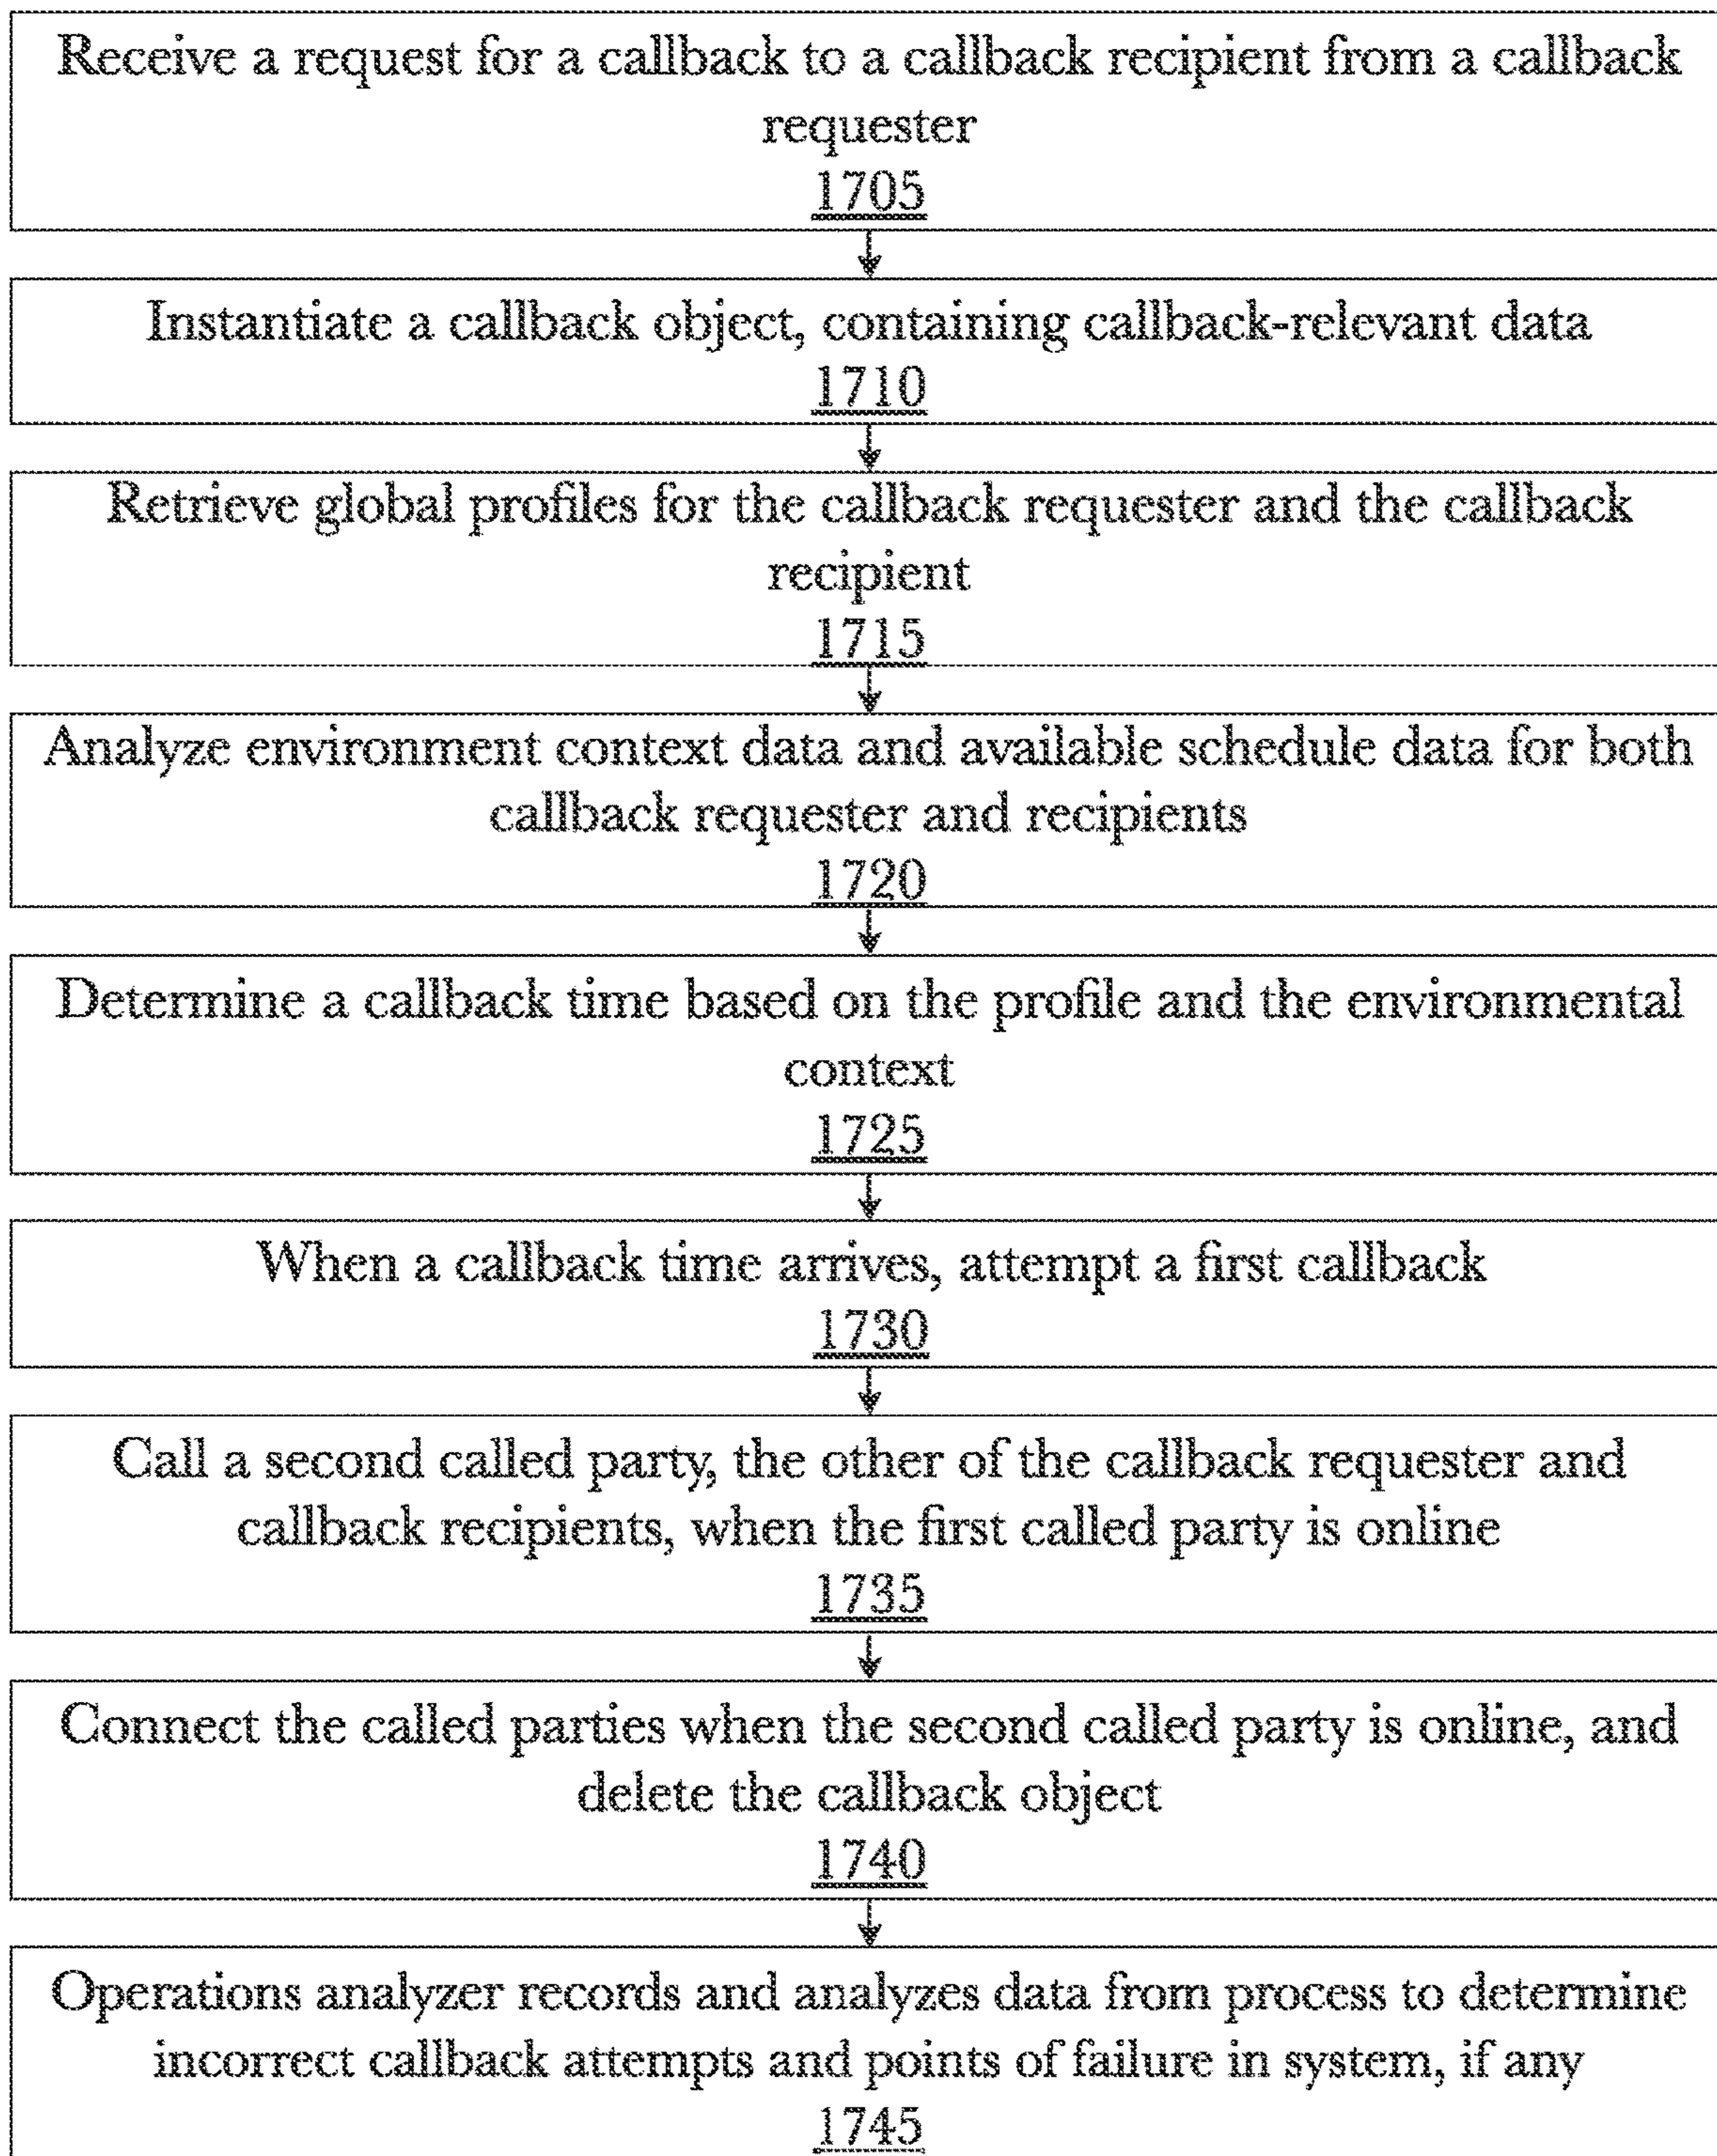 Receive a request for a callback to a callback recipient from a callback
requester
1705
Instantiate a callback object, containing callback-relevant data
1710
Retrieve global profiles for the callback requester and the callback
recipient
1715
Analyze environment context data and available schedule data for both
callback requester and recipients
1720
Determine a callback time based on the profile and the environmental
context
1725
When a callback time arrives, attempt a first callback
1730
Call a second called party, the other of the callback requester and
callback recipients, when the first called party is online
1735
Connect the called parties when the second called party is online, and
delete the callback object
1740
Operations analyzer records and analyzes data from process to determine
incorrect callback attempts and points of failure in system, if any
1745